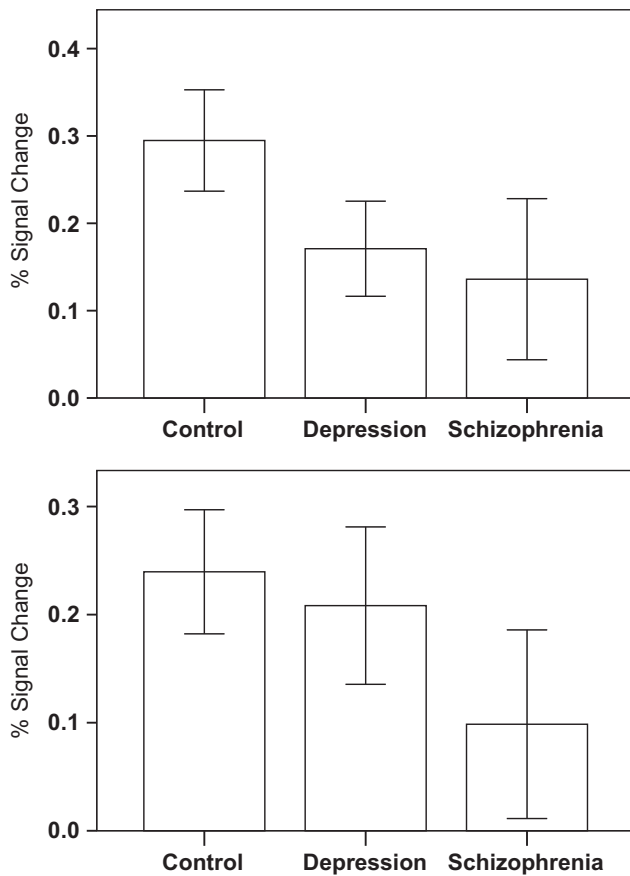 % Signal Change
0.4
0.3
0.2
0.1
0.0
Control Depression Schizophrenia
% Signal Change
0.3
0.2
0.1
0.0
Control Depression Schizophrenia